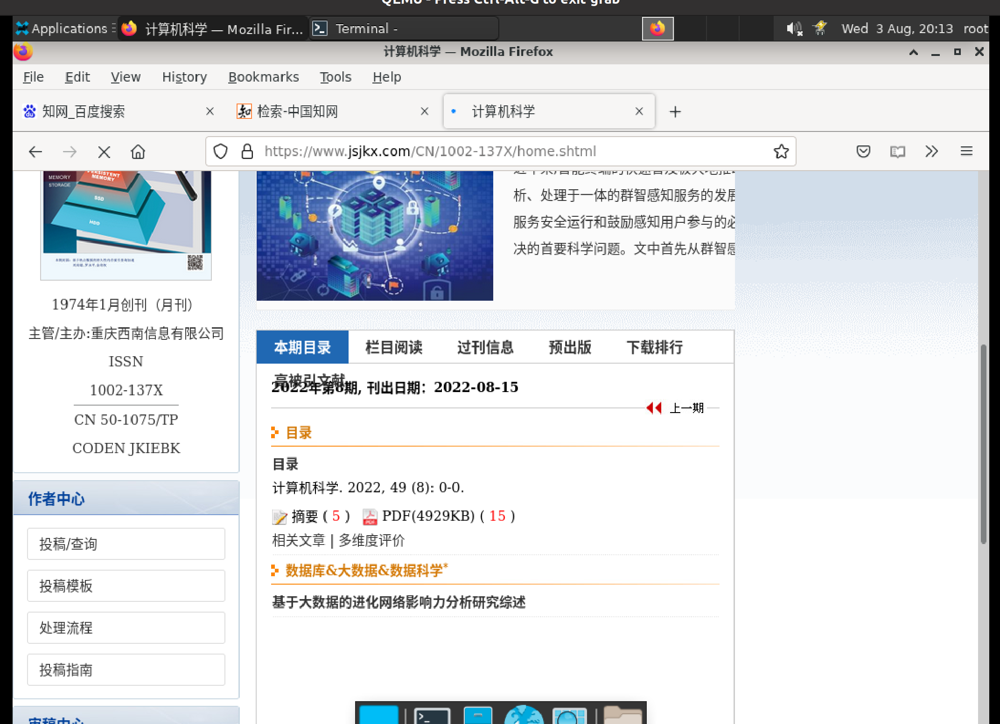 QEMU - Press Ctrl-Alt-G to exit grab
Applications
计算机科学 — Mozilla Fir...
Terminal -
Wed 3 Aug, 20:13 root
计算机科学 — Mozilla Firefox
File Edit View History Bookmarks Tools Help
知网_百度搜索
检索-中国知网
计算机科学
https://www.jsjkx.com/CN/1002-137X/home.shtml
MEMORY
STORAGE
PERSISTENT
MEMORY
SSD
HDD
析、处理于一体的群智感知服务的发展
服务安全运行和鼓励感知用户参与的必
决的首要科学问题。文中首先从群智感
1974年1月创刊（月刊）
主管/主办:重庆西南信息有限公司
ISSN
1002-137X
CN 50-1075/TP
CODEN JKIEBK
作者中心
投稿/查询
投稿模板
处理流程
投稿指南
审稿中心
本期目录 栏目阅读 过刊信息 预出版 下载排行
高被引文献
2022年第8期, 刊出日期：2022-08-15
上一期
目录
目录
计算机科学. 2022, 49 (8): 0-0.
摘要 ( 5 ) PDF(4929KB) ( 15 )
相关文章 | 多维度评价
数据库&大数据&数据科学*
基于大数据的进化网络影响力分析研究综述